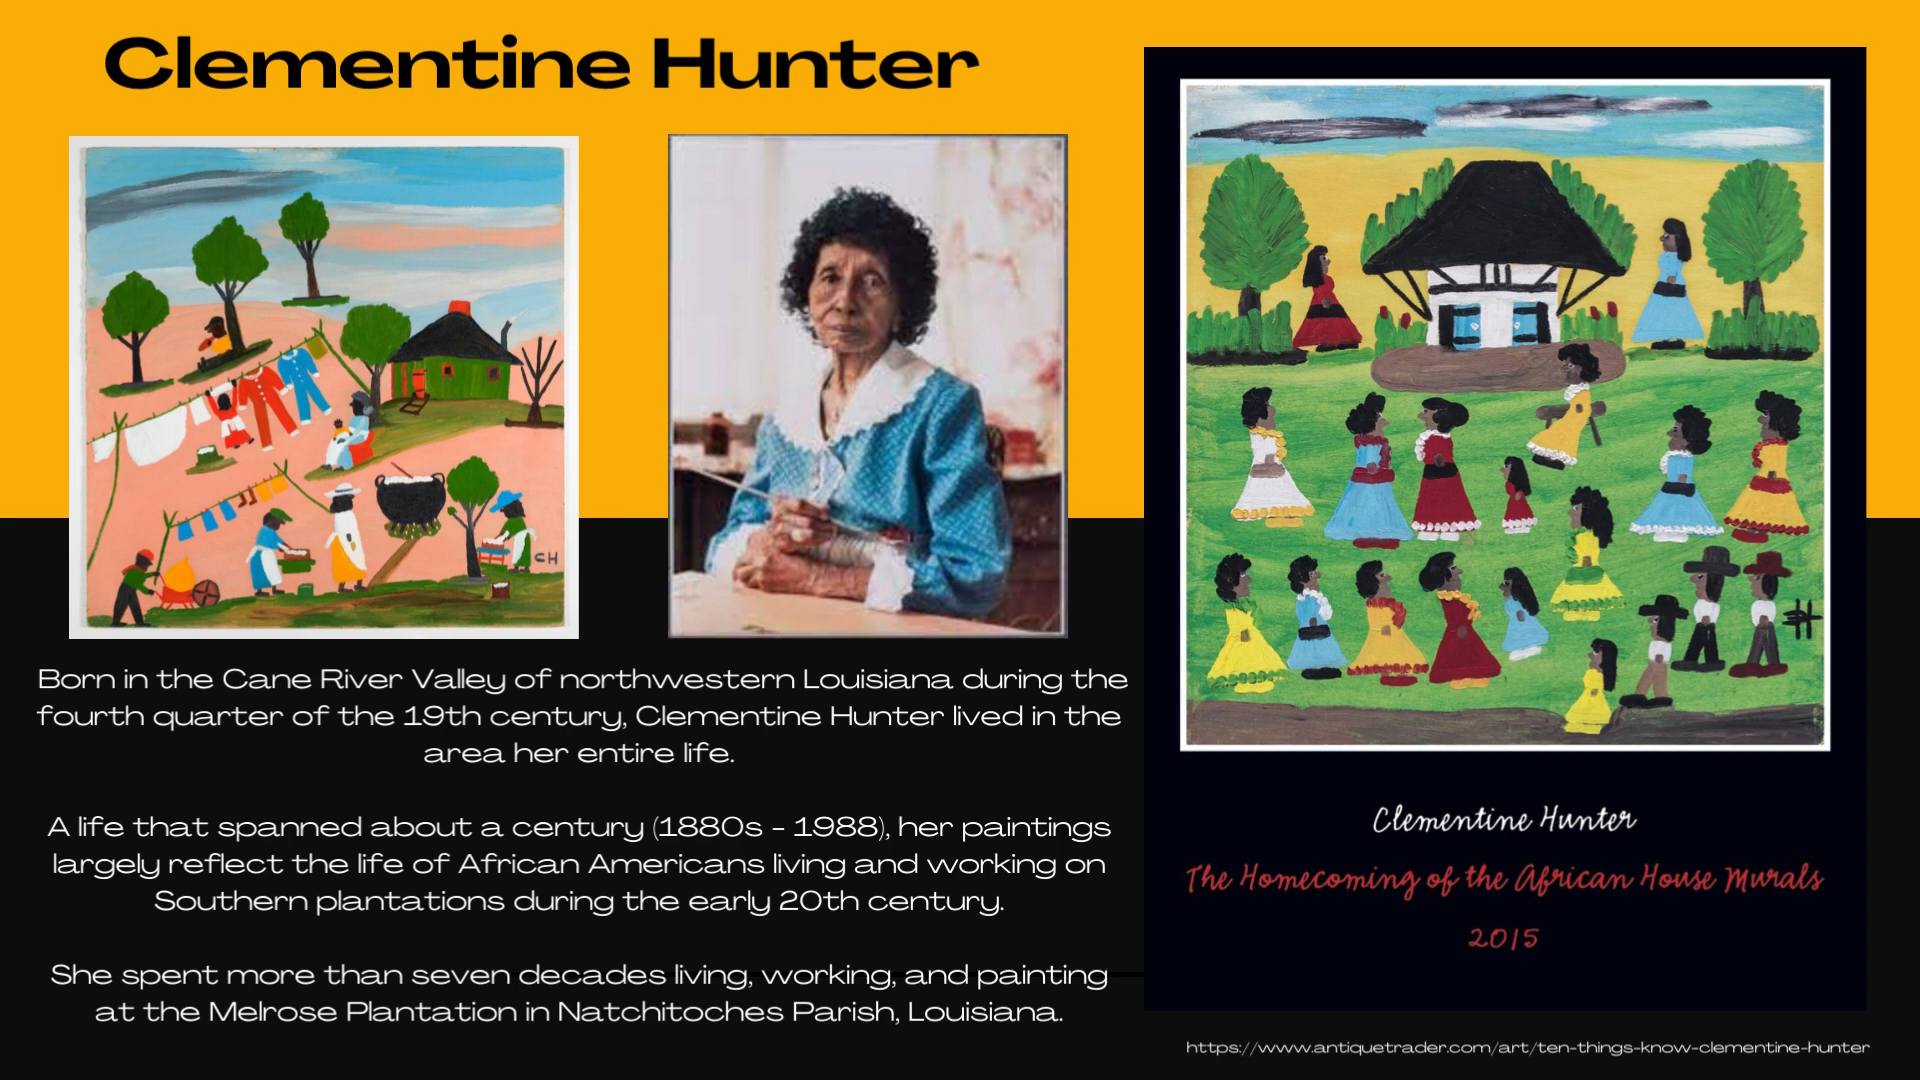 Clementine Hunter
CH
Born in the Cane River Valley of northwestern Louisiana during the
fourth quarter of the 19th century, Clementine Hunter lived in the
area her entire life.
A life that spanned about a century (1880s - 1988), her paintings
largely reflect the life of African Americans living and working on
Southern plantations during the early 20th century.
She spent more than seven decades living, working, and painting
at the Melrose Plantation in Natchitoches Parish, Louisiana.
Clementine Hunter
The Homecoming of the African House Murals
2015
https://www.antiquetrader.com/art/ten-things-know-clementine-hunter